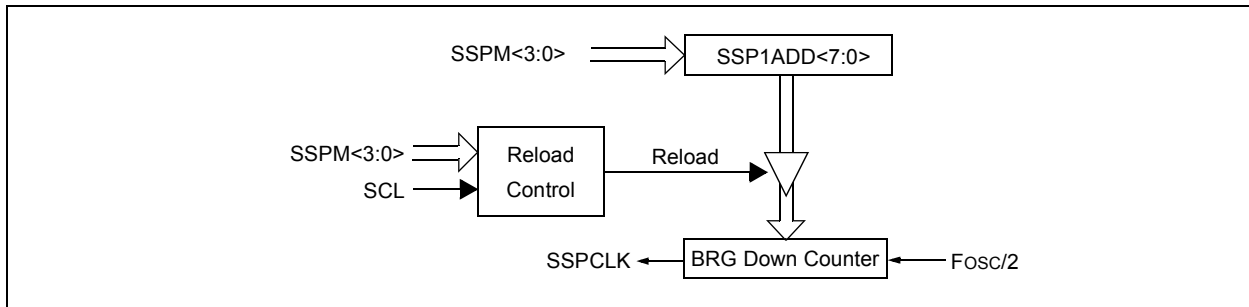 SSPM<3:0>
SSP1ADD<7:0>
SSPM<3:0>
SCL
Reload
Control
Reload
SSPCLK
BRG Down Counter
FOSC/2